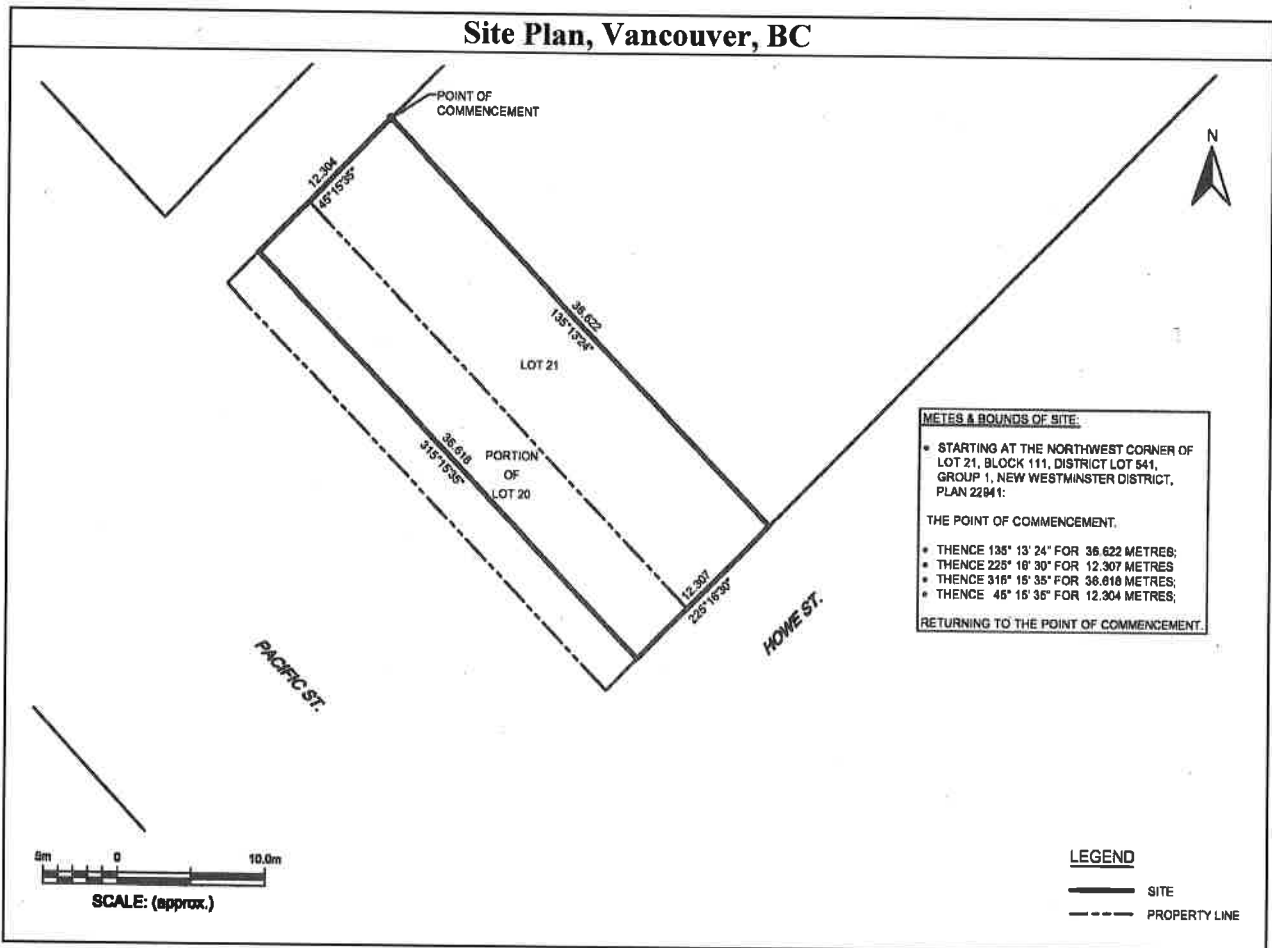 Site Plan, Vancouver, BC
POINT OF
COMMENCEMENT
N
12.304
45°15'35"
36.622
135°13'24"
LOT 21
36.618
315°15'35"
PORTION
OF
LOT 20
12.307
225°16'30"
HOWE ST.
PACIFIC ST.
METES & BOUNDS OF SITE:
• STARTING AT THE NORTHWEST CORNER OF
LOT 21, BLOCK 111, DISTRICT LOT 541,
GROUP 1, NEW WESTMINSTER DISTRICT,
PLAN 22941:
THE POINT OF COMMENCEMENT.
• THENCE 135° 13' 24" FOR 36.622 METRES;
• THENCE 225° 16' 30" FOR 12.307 METRES
• THENCE 315° 15' 35" FOR 36.618 METRES;
• THENCE 45° 15' 35" FOR 12.304 METRES;
RETURNING TO THE POINT OF COMMENCEMENT.
5m 0 10.0m
SCALE: (approx.)
LEGEND
SITE
PROPERTY LINE